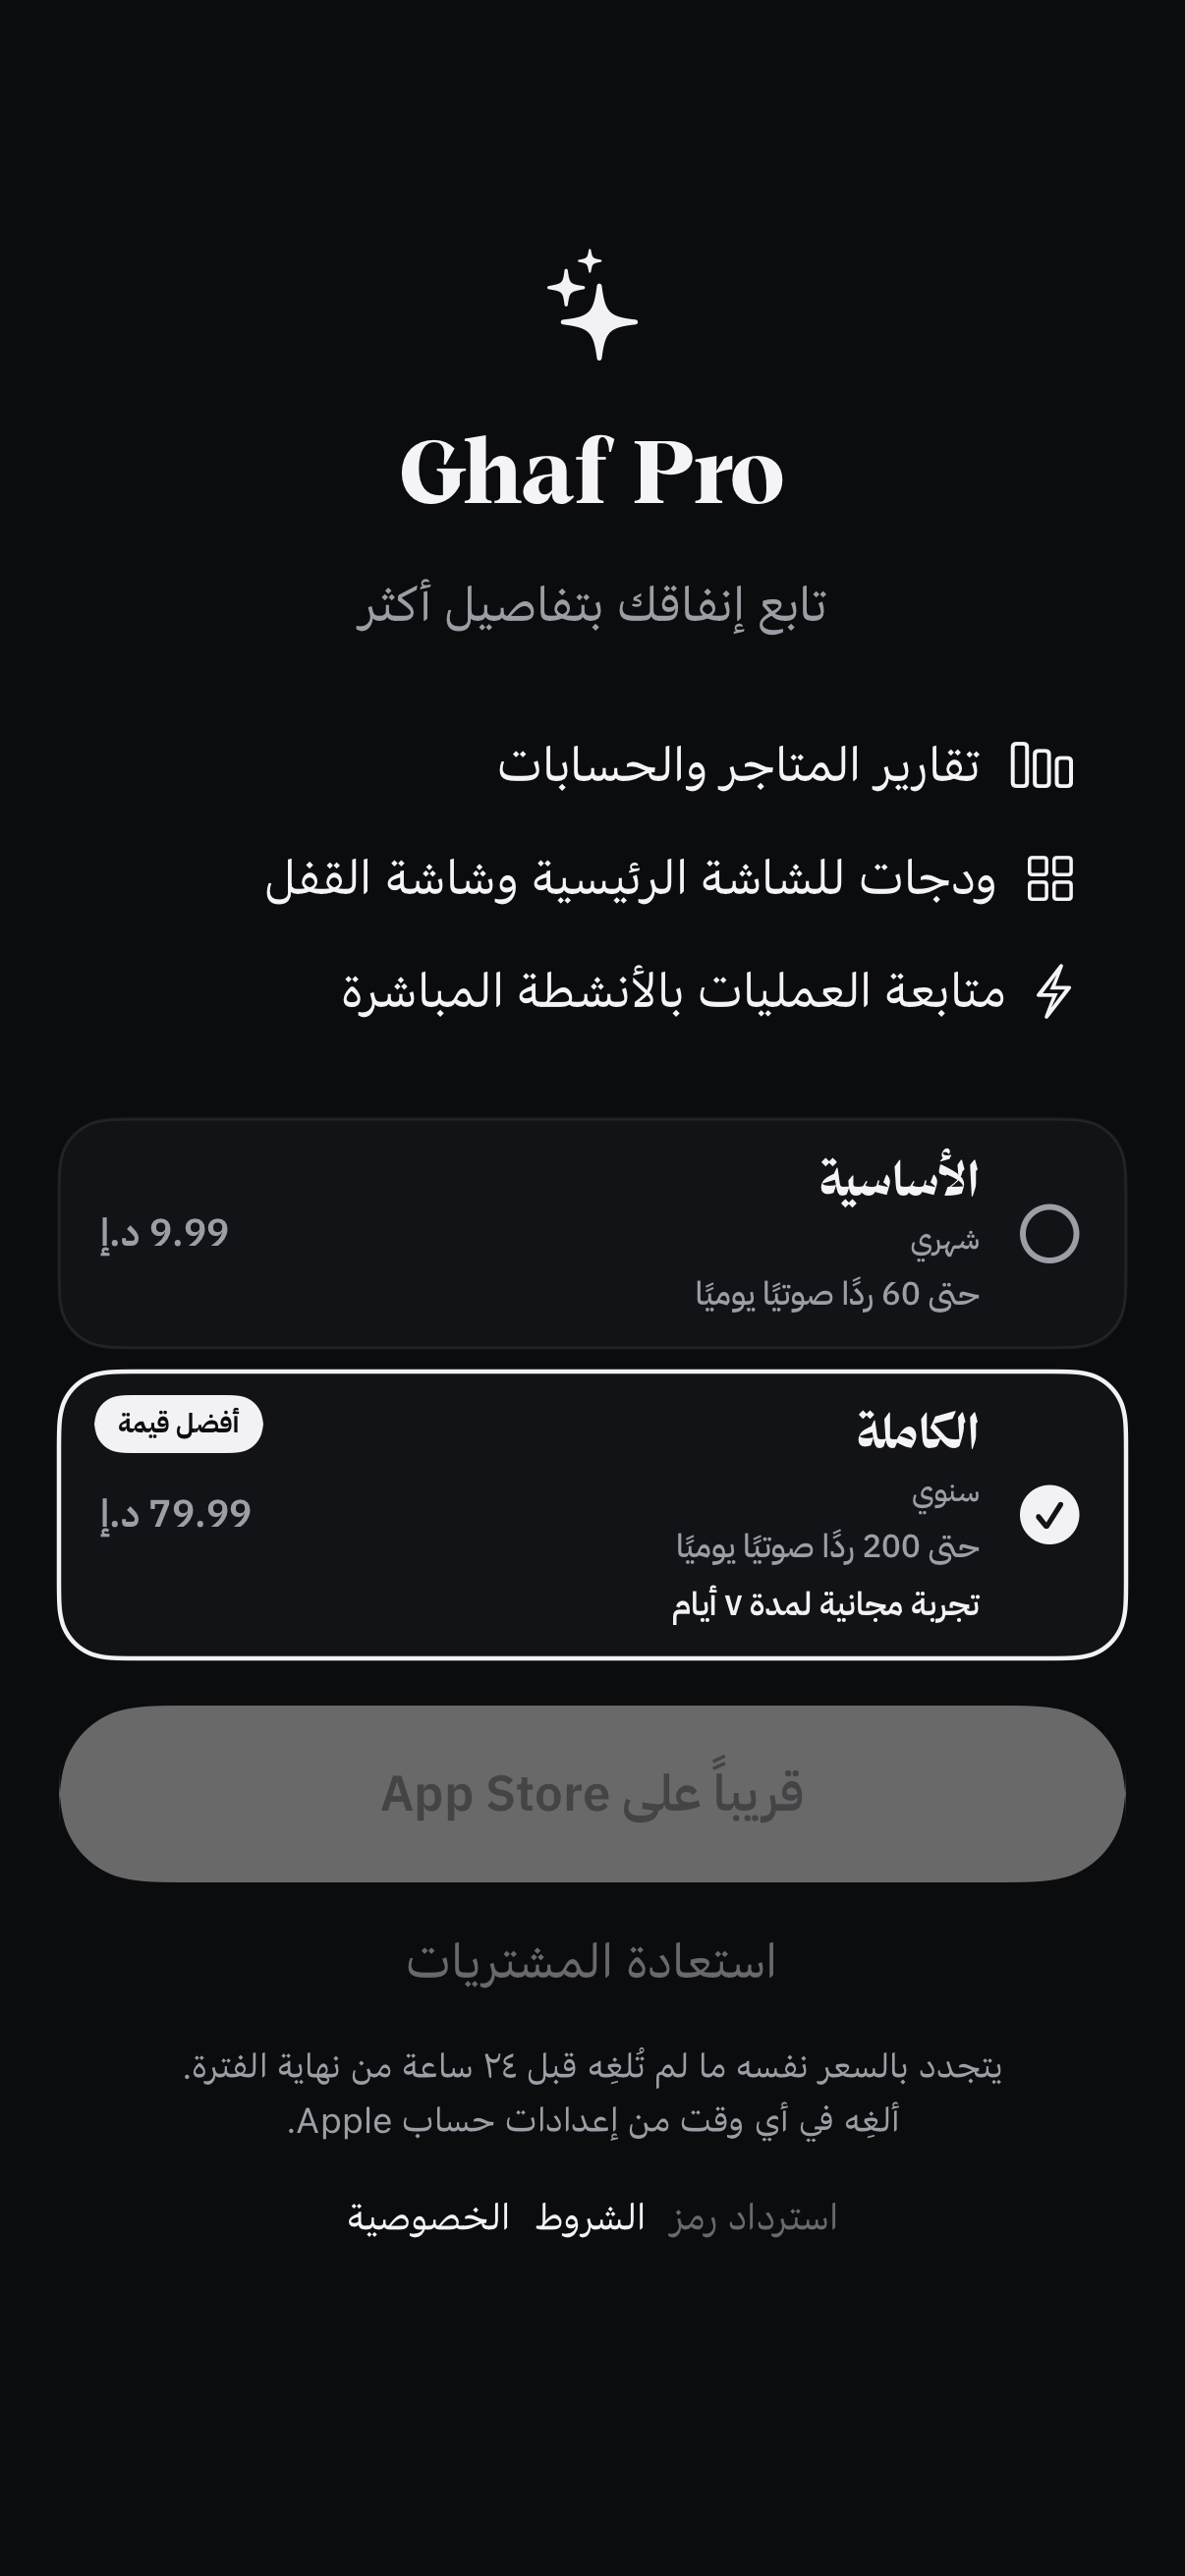 Ghaf Pro
تابع إنفاقك بتفاصيل أكثر
تقارير المتاجر والحسابات
ودجات للشاشة الرئيسية وشاشة القفل
متابعة العمليات بالأنشطة المباشرة
الأساسية
شهري
حتى 60 ردًا صوتيًا يوميًا
9.99 د.إ
الكاملة
أفضل قيمة
سنوي
حتى 200 ردًا صوتيًا يوميًا
تجربة مجانية لمدة ٧ أيام
79.99 د.إ
قريباً على App Store
استعادة المشتريات
يتجدد بالسعر نفسه ما لم تُلغِه قبل ٢٤ ساعة من نهاية الفترة.
ألغِه في أي وقت من إعدادات حساب Apple.
استرداد رمز الشروط الخصوصية